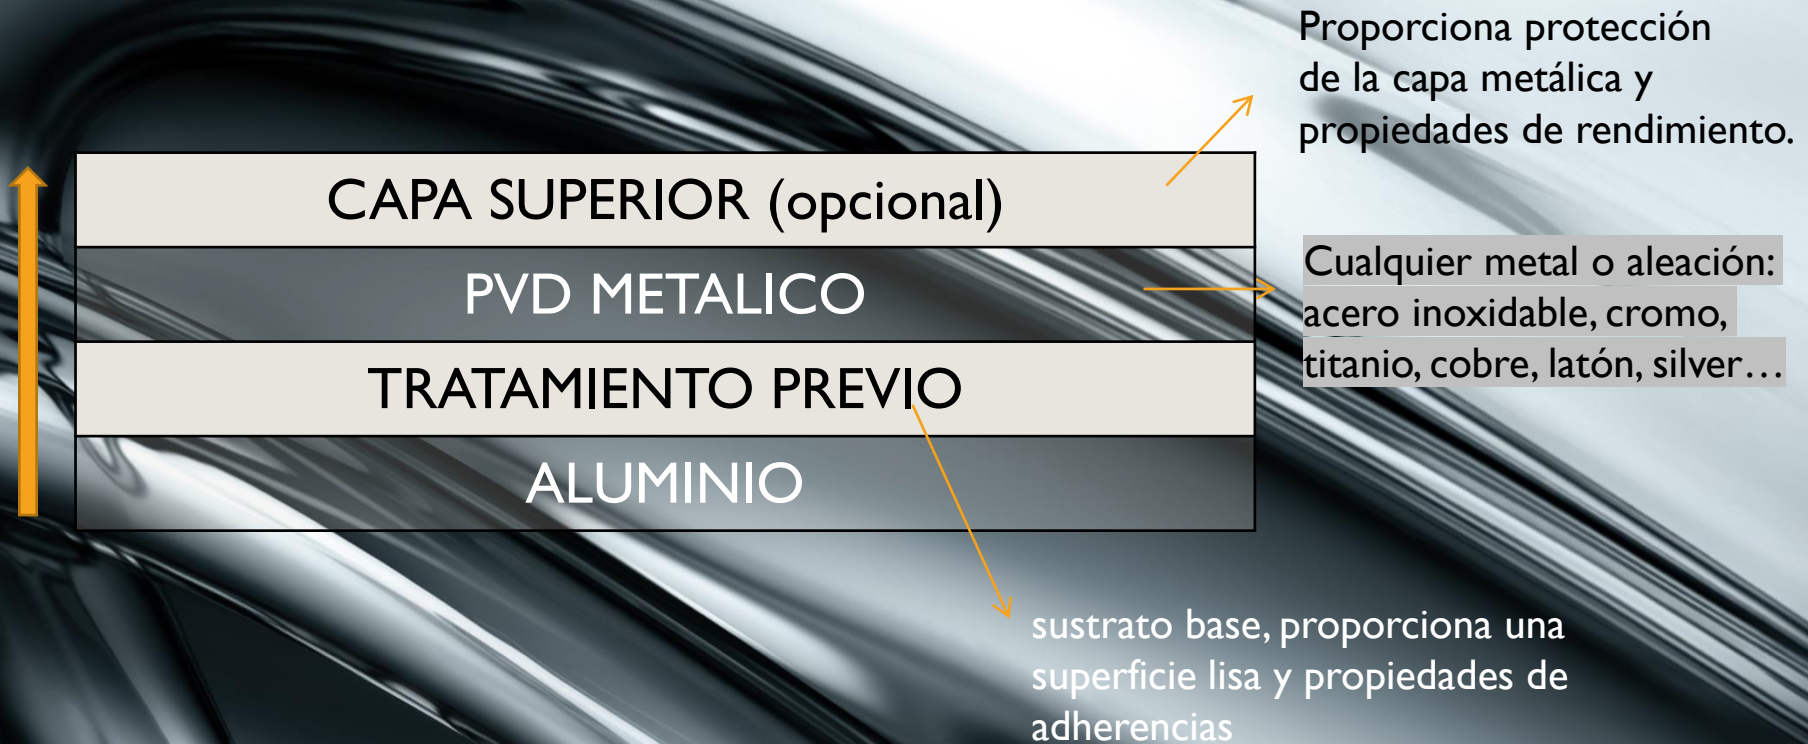 Proporciona protección
de la capa metálica y
propiedades de rendimiento.
CAPA SUPERIOR (opcional)
PVD METALICO
Cualquier metal o aleación:
acero inoxidable, cromo,
titanio, cobre, latón, silver…
TRATAMIENTO PREVIO
ALUMINIO
sustrato base, proporciona una
superficie lisa y propiedades de
adherencias